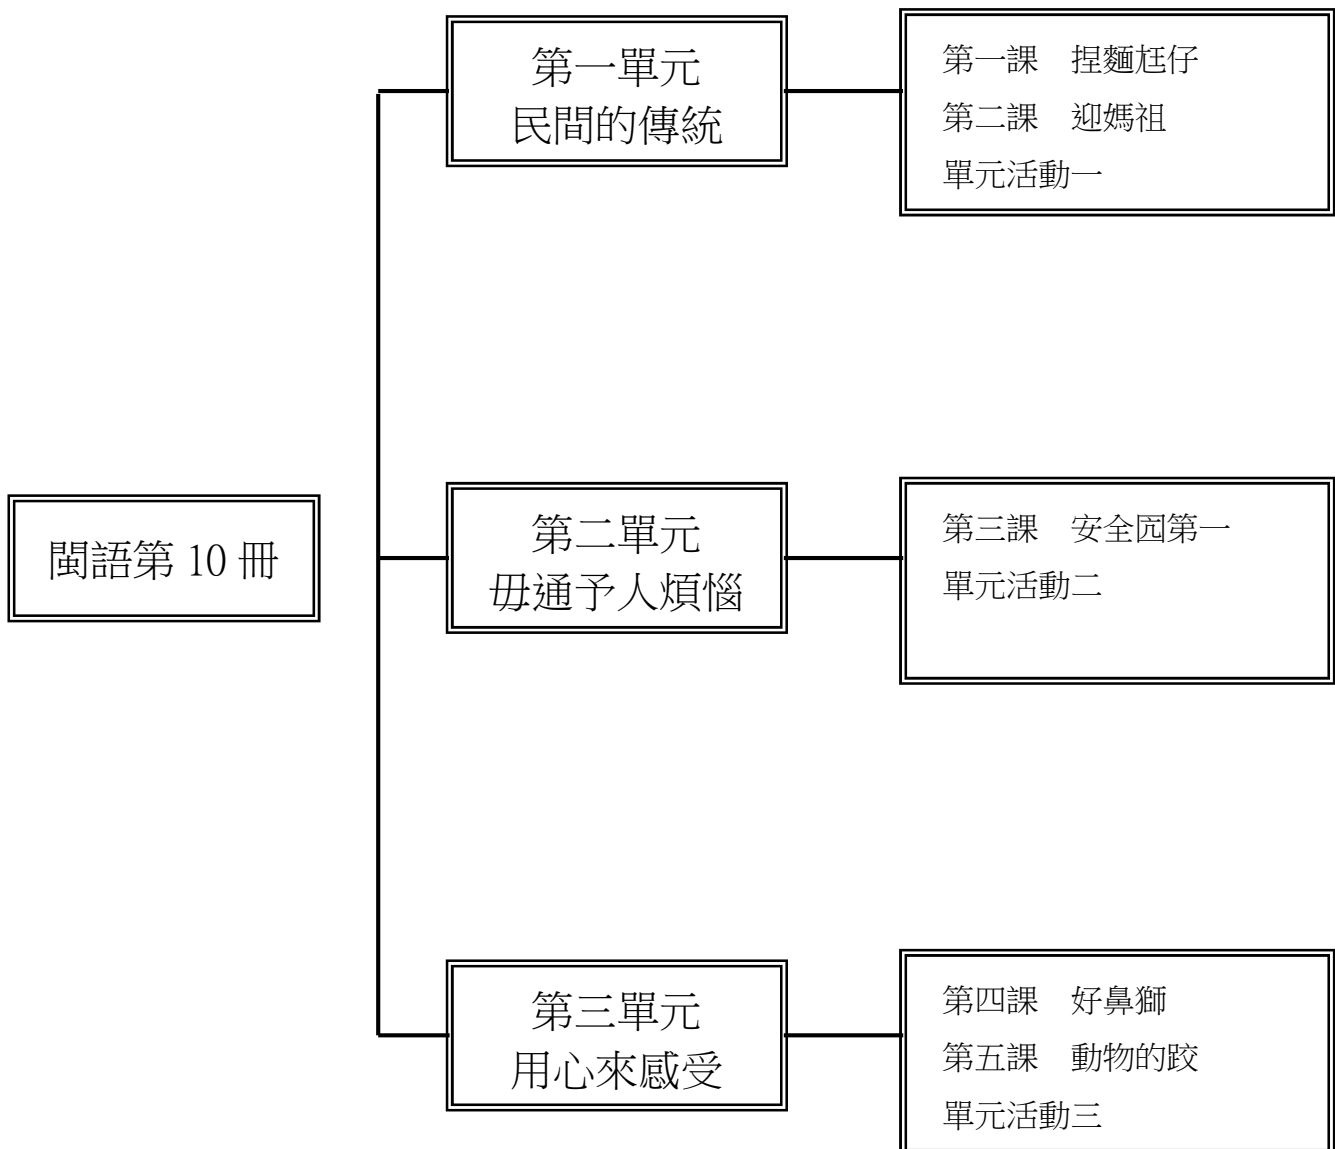 閩語第 10 冊
第一單元
民間的傳統
第一課　捏麵尪仔
第二課　迎媽祖
單元活動一
第二單元
毋通予人煩惱
第三課　安全囥第一
單元活動二
第三單元
用心來感受
第四課　好鼻獅
第五課　動物的跤
單元活動三